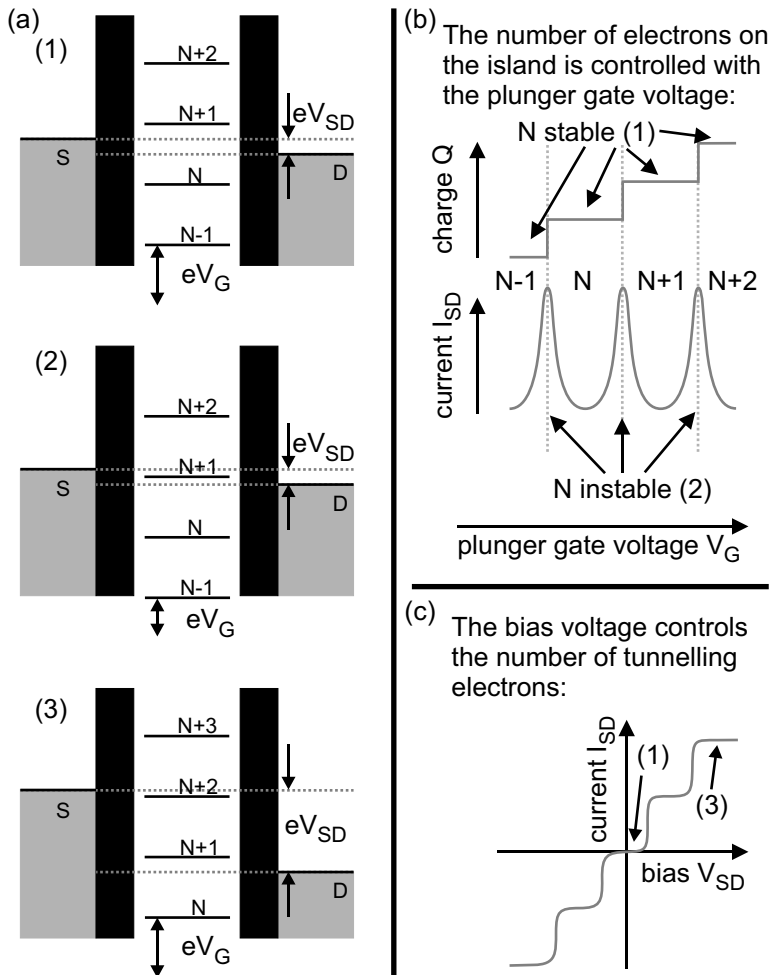 (a)
(1)
N+2
N+1
eV_SD
S
N
D
N-1
eV_G
(2)
N+2
eV_SD
N+1
S
D
N
N-1
eV_G
(3)
N+3
N+2
S
eV_SD
N+1
D
N
eV_G
(b)
The number of electrons on
the island is controlled with
the plunger gate voltage:
N stable (1)
charge Q
N-1 N N+1 N+2
current I_SD
N instable (2)
plunger gate voltage V_G
(c)
The bias voltage controls
the number of tunnelling
electrons:
current I_SD
(1)
(3)
bias V_SD